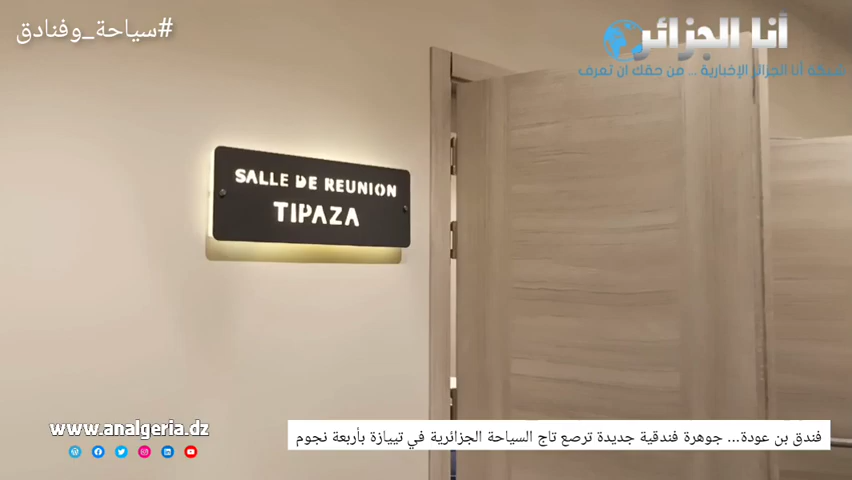 #سياحة_وفنادق
أنا الجزائر
شبكة أنا الجزائر الإخبارية ... من حقك ان تعرف
SALLE DE REUNION
TIPAZA
www.analgeria.dz
فندق بن عودة... جوهرة فندقية جديدة ترصع تاج السياحة الجزائرية في تيبازة بأربعة نجوم